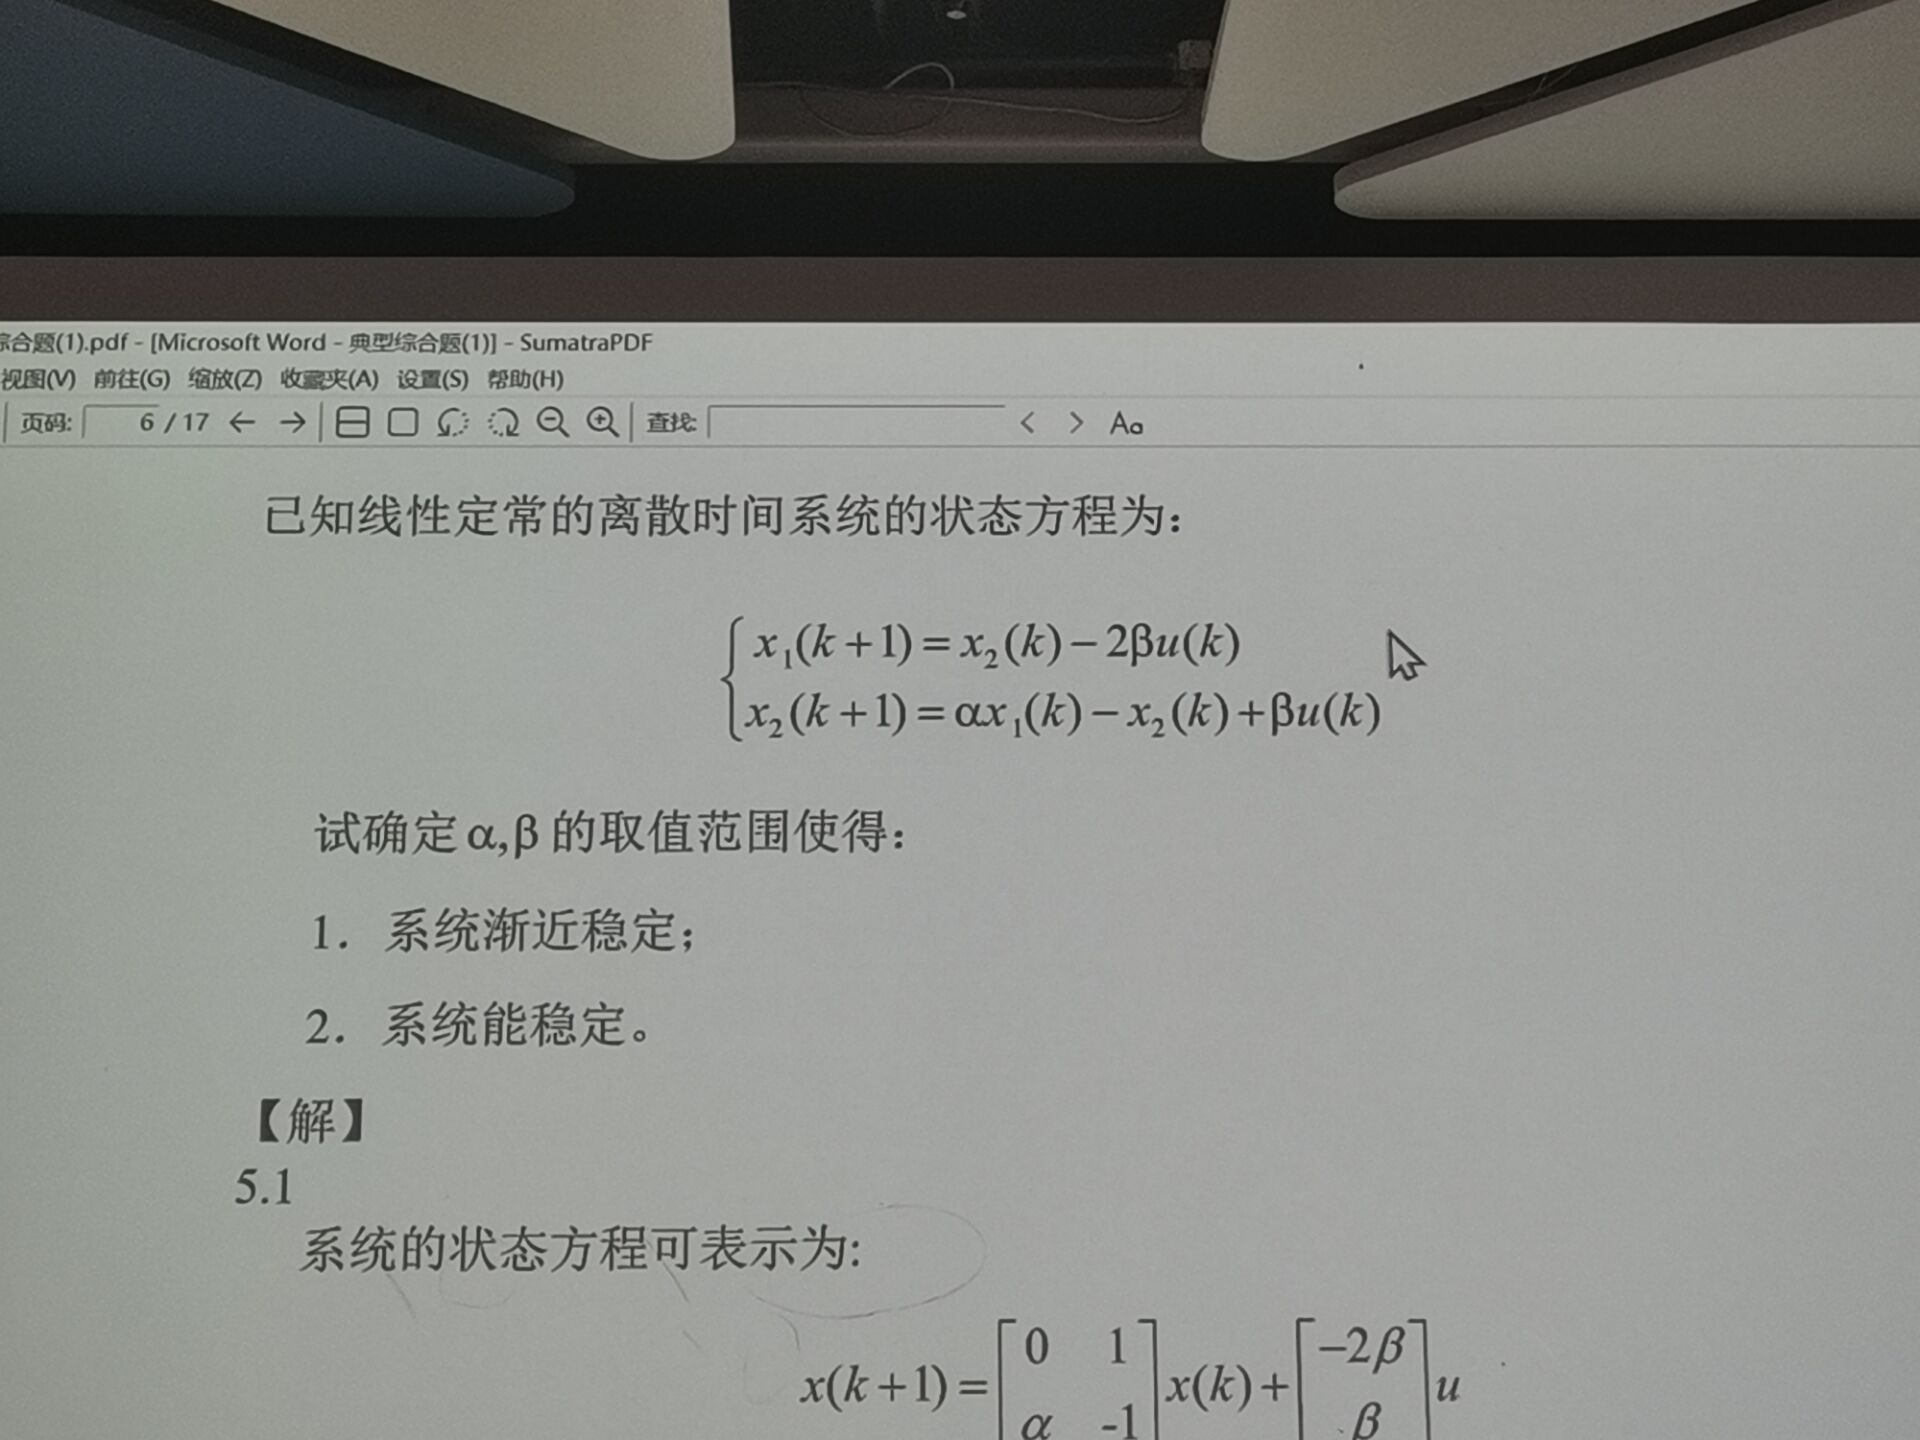 综合题(1).pdf - [Microsoft Word - 典型综合题(1)] - SumatraPDF
视图(V) 前往(G) 缩放(Z) 收藏夹(A) 设置(S) 帮助(H)
页码: 6 / 17 查找: Aa
已知线性定常的离散时间系统的状态方程为:
x₁(k+1)=x₂(k)−2βu(k)
x₂(k+1)=αx₁(k)−x₂(k)+βu(k)
试确定α,β的取值范围使得:
1. 系统渐近稳定;
2. 系统能稳定。
【解】
5.1
系统的状态方程可表示为:
x(k+1)=[0 1; α -1]x(k)+[−2β; β]u